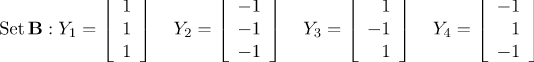 Set B : Y₁ = [ 1 1 1 ] Y₂ = [ -1 -1 -1 ] Y₃ = [ 1 -1 1 ] Y₄ = [ -1 1 -1 ]